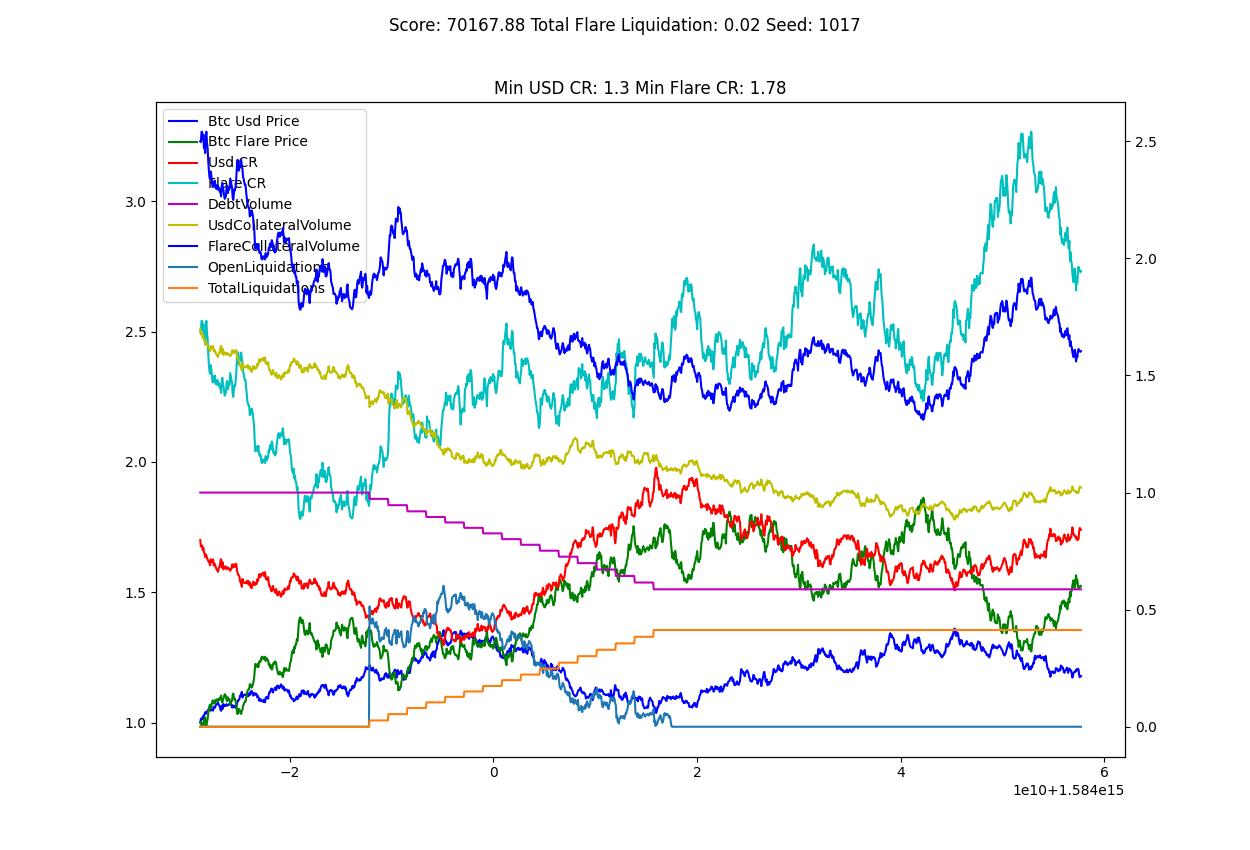 Score: 70167.88 Total Flare Liquidation: 0.02 Seed: 1017
Min USD CR: 1.3 Min Flare CR: 1.78
Btc Usd Price
Btc Flare Price
Usd CR
Flare CR
DebtVolume
UsdCollateralVolume
FlareCollateralVolume
OpenLiquidations
TotalLiquidations
3.0
2.5
2.0
1.5
1.0
2.5
2.0
1.5
1.0
0.5
0.0
−2 0 2 4 6
1e10+1.584e15